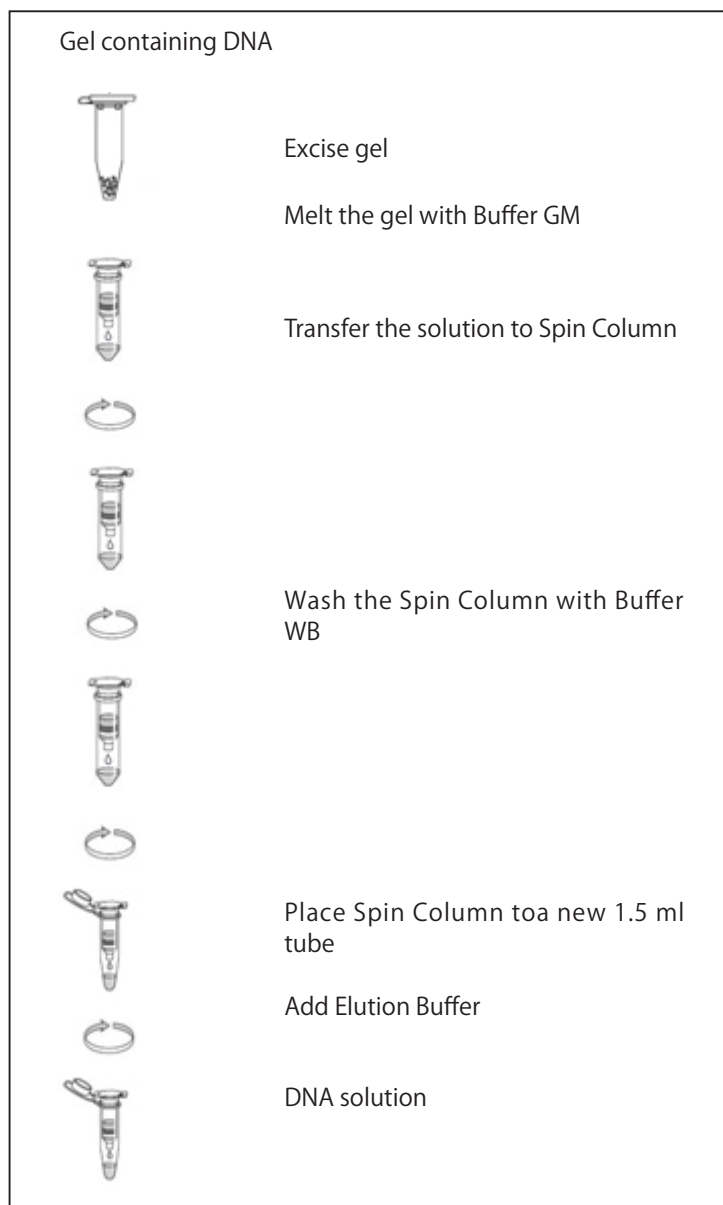 Gel containing DNA
Excise gel
Melt the gel with Buffer GM
Transfer the solution to Spin Column
Wash the Spin Column with Buffer
WB
Place Spin Column toa new 1.5 ml
tube
Add Elution Buffer
DNA solution